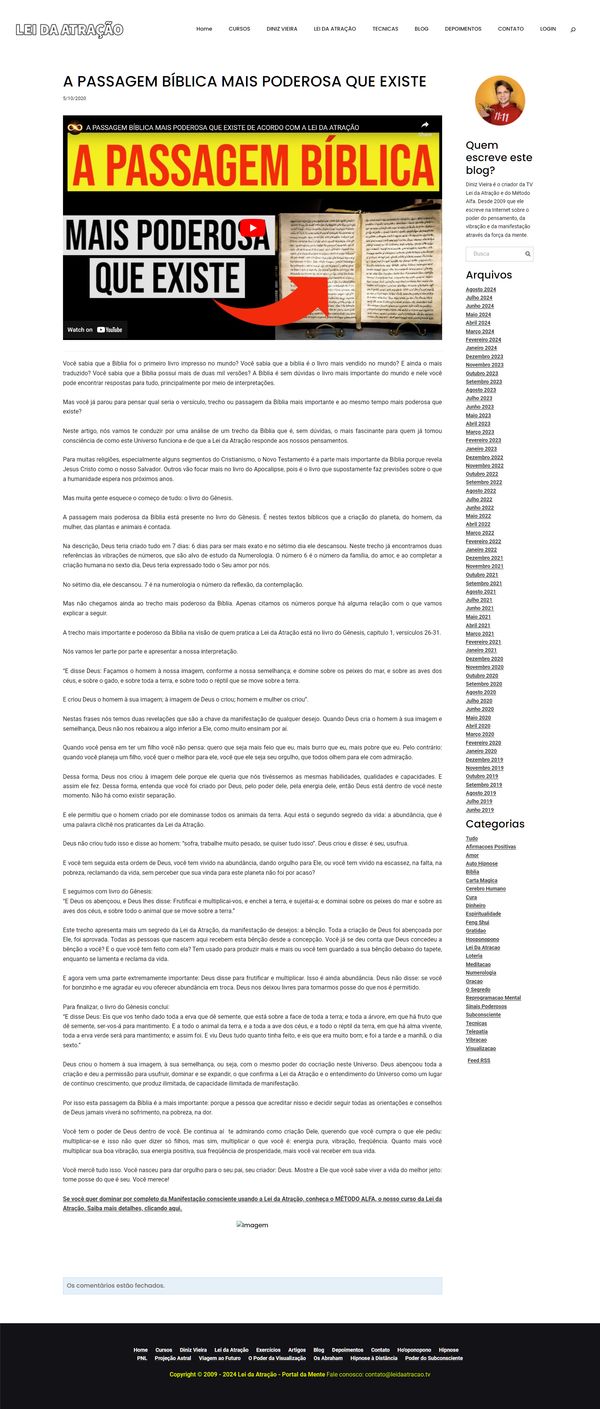 LEI DA ATRAÇÃO
Home CURSOS DINIZ VIEIRA LEI DA ATRAÇÃO TÉCNICAS BLOG DEPOIMENTOS CONTATO LOGIN
A PASSAGEM BÍBLICA MAIS PODEROSA QUE EXISTE
5/10/2020
A PASSAGEM BÍBLICA MAIS PODEROSA QUE EXISTE DE ACORDO COM A LEI DA ATRAÇÃO
Share
A PASSAGEM BÍBLICA
MAIS PODEROSA
QUE EXISTE
Watch on YouTube
Você sabia que a Bíblia foi o primeiro livro impresso no mundo? Você sabia que a bíblia é o livro mais vendido no mundo? E ainda o mais
traduzido? Você sabia que a Bíblia possui mais de duas mil versões? A Bíblia é sem dúvidas o livro mais importante do mundo e nele você
pode encontrar respostas para tudo, principalmente por meio de interpretações.
Mas você já parou para pensar qual seria o versículo, trecho ou passagem da Bíblia mais importante e ao mesmo tempo mais poderosa que
existe?
Neste artigo, nós vamos te conduzir por uma análise de um trecho da Bíblia que é, sem dúvidas, o mais fascinante para quem já tomou
consciência de como este Universo funciona e de que a Lei da Atração responde aos nossos pensamentos.
Para muitas religiões, especialmente alguns segmentos do Cristianismo, o Novo Testamento é a parte mais importante da Bíblia porque revela
Jesus Cristo como o nosso Salvador. Outros vão focar mais no livro do Apocalipse, pois é o livro que supostamente faz previsões sobre o que
a humanidade espera nos próximos anos.
Mas muita gente esquece o começo de tudo: o livro do Gênesis.
A passagem mais poderosa da Bíblia está presente no livro do Gênesis. É nestes textos bíblicos que a criação do planeta, do homem, da
mulher, das plantas e animais é contada.
Na descrição, Deus teria criado tudo em 7 dias: 6 dias para ser mais exato e no sétimo dia ele descansou. Neste trecho já encontramos duas
referências às vibrações de números, que são alvo de estudo da Numerologia. O número 6 é o número da família, do amor, e ao completar a
criação humana no sexto dia, Deus teria expressado todo o Seu amor por nós.
No sétimo dia, ele descansou. 7 é na numerologia o número da reflexão, da contemplação.
Mas não chegamos ainda ao trecho mais poderoso da Bíblia. Apenas citamos os números porque há alguma relação com o que vamos
explicar a seguir.
A trecho mais importante e poderoso da Bíblia na visão de quem pratica a Lei da Atração está no livro do Gênesis, capítulo 1, versículos 26-31.
Nós vamos ler parte por parte e apresentar a nossa interpretação.
“E disse Deus: Façamos o homem à nossa imagem, conforme a nossa semelhança; e domine sobre os peixes do mar, e sobre as aves dos
céus, e sobre o gado, e sobre toda a terra, e sobre todo o réptil que se move sobre a terra.
E criou Deus o homem à sua imagem; à imagem de Deus o criou; homem e mulher os criou”.
Nestas frases nós temos duas revelações que são a chave da manifestação de qualquer desejo. Quando Deus cria o homem à sua imagem e
semelhança, Deus não nos rebaixou a algo inferior a Ele, como muito ensinam por aí.
Quando você pensa em ter um filho você não pensa: quero que seja mais feio que eu, mais burro que eu, mais pobre que eu. Pelo contrário:
quando você planeja um filho, você quer o melhor para ele, você que ele seja seu orgulho, que todos olhem para ele com admiração.
Dessa forma, Deus nos criou à imagem dele porque ele queria que nós tivéssemos as mesmas habilidades, qualidades e capacidades. E
assim ele fez. Dessa forma, entenda que você foi criado por Deus, pelo poder dele, pela energia dele, então Deus está dentro de você neste
momento. Não há como existir separação.
E ele permitiu que o homem criado por ele dominasse todos os animais da terra. Aqui está o segundo segredo da vida: a abundância, que é
uma palavra clichê nos praticantes da Lei da Atração.
Deus não criou tudo isso e disse ao homem: “sofra, trabalhe muito pesado, se quiser tudo isso”. Deus criou e disse: é seu, usufrua.
E você tem seguida esta ordem de Deus, você tem vivido na abundância, dando orgulho para Ele, ou você tem vivido na escassez, na falta, na
pobreza, reclamando da vida, sem perceber que sua vinda para este planeta não foi por acaso?
E seguimos com livro do Gênesis:
“E Deus os abençoou, e Deus lhes disse: Frutificai e multiplicai-vos, e enchei a terra, e sujeitai-a; e dominai sobre os peixes do mar e sobre as
aves dos céus, e sobre todo o animal que se move sobre a terra.”
Este trecho apresenta mais um segredo da Lei da Atração, da manifestação de desejos: a bênção. Toda a criação de Deus foi abençoada por
Ele, foi aprovada. Todas as pessoas que nascem aqui recebem esta bênção desde a concepção. Você já se deu conta que Deus concedeu a
bênção a você? E o que você tem feito com ela? Tem usado para produzir mais e mais ou você tem guardado a sua bênção debaixo do tapete,
enquanto se lamenta e reclama da vida.
E agora vem uma parte extremamente importante: Deus disse para frutificar e multiplicar. Isso é ainda abundância. Deus não disse: se você
for bonzinho e me agradar eu vou oferecer abundância em troca. Deus nos deixou livres para tomarmos posse do que nos é permitido.
Para finalizar, o livro do Gênesis conclui:
“E disse Deus: Eis que vos tenho dado toda a erva que dê semente, que está sobre a face de toda a terra; e toda a árvore, em que há fruto que
dê semente, ser-vos-á para mantimento. E a todo o animal da terra, e a toda a ave dos céus, e a todo o réptil da terra, em que há alma vivente,
toda a erva verde será para mantimento; e assim foi. E viu Deus tudo quanto tinha feito, e eis que era muito bom; e foi a tarde e a manhã, o dia
sexto.”
Deus criou o homem à sua imagem, à sua semelhança, ou seja, com o mesmo poder do cocriação neste Universo. Deus abençoou toda a
criação e deu a permissão para usufruir, dominar e se expandir, o que confirma a Lei da Atração e o entendimento do Universo como um lugar
de contínuo crescimento, que produz ilimitada, de capacidade ilimitada de manifestação.
Por isso esta passagem da Bíblia é a mais importante: porque a pessoa que acreditar nisso e decidir seguir todas as orientações e conselhos
de Deus jamais viverá no sofrimento, na pobreza, na dor.
Você tem o poder de Deus dentro de você. Ele continua aí te admirando como criação Dele, querendo que você cumpra o que ele pediu:
multiplicar-se e isso não quer dizer só filhos, mas sim, multiplicar o que você é: energia pura, vibração, freqüência. Quanto mais você
multiplicar sua boa vibração, sua energia positiva, sua freqüência de prosperidade, mais você vai receber em sua vida.
Você mercê tudo isso. Você nasceu para dar orgulho para o seu pai, seu criador: Deus. Mostre a Ele que você sabe viver a vida do melhor jeito:
tome posse do que é seu. Você merece!
Se você quer dominar por completo da Manifestação consciente usando a Lei da Atração, conheça o MÉTODO ALFA, o nosso curso da Lei da
Atração. Saiba mais detalhes, clicando aqui.
Imagem
Os comentários estão fechados.
11:11
Quem
escreve este
blog?
Diniz Vieira é o criador da TV
Lei da Atração e do Método
Alfa. Desde 2009 que ele
escreve na Internet sobre o
poder do pensamento, da
vibração e da manifestação
através da força da mente.
Busca
Arquivos
Agosto 2024
Julho 2024
Junho 2024
Maio 2024
Abril 2024
Março 2024
Fevereiro 2024
Janeiro 2024
Dezembro 2023
Novembro 2023
Outubro 2023
Setembro 2023
Agosto 2023
Julho 2023
Junho 2023
Maio 2023
Abril 2023
Março 2023
Fevereiro 2023
Janeiro 2023
Dezembro 2022
Novembro 2022
Outubro 2022
Setembro 2022
Agosto 2022
Julho 2022
Junho 2022
Maio 2022
Abril 2022
Março 2022
Fevereiro 2022
Janeiro 2022
Dezembro 2021
Novembro 2021
Outubro 2021
Setembro 2021
Agosto 2021
Julho 2021
Junho 2021
Maio 2021
Abril 2021
Março 2021
Fevereiro 2021
Janeiro 2021
Dezembro 2020
Novembro 2020
Outubro 2020
Setembro 2020
Agosto 2020
Julho 2020
Junho 2020
Maio 2020
Abril 2020
Março 2020
Fevereiro 2020
Janeiro 2020
Dezembro 2019
Novembro 2019
Outubro 2019
Setembro 2019
Agosto 2019
Julho 2019
Junho 2019
Categorias
Tudo
Afirmacoes Positivas
Amor
Auto Hipnose
Bíblia
Carta Magica
Cerebro Humano
Cura
Dinheiro
Espiritualidade
Feng Shui
Gratidao
Hooponopono
Lei Da Atracao
Loteria
Meditacao
Numerologia
Oracao
O Segredo
Reprogramacao Mental
Sinais Poderosos
Subconsciente
Tecnicas
Telepatia
Vibracao
Visualizacao
Feed RSS
Home Cursos Diniz Vieira Lei da Atração Exercícios Artigos Blog Depoimentos Contato Ho'oponopono Hipnose
PNL Projeção Astral Viagem ao Futuro O Poder da Visualização Os Abraham Hipnose à Distância Poder do Subconsciente
Copyright © 2009 - 2024 Lei da Atração - Portal da Mente Fale conosco: contato@leidaatracao.tv